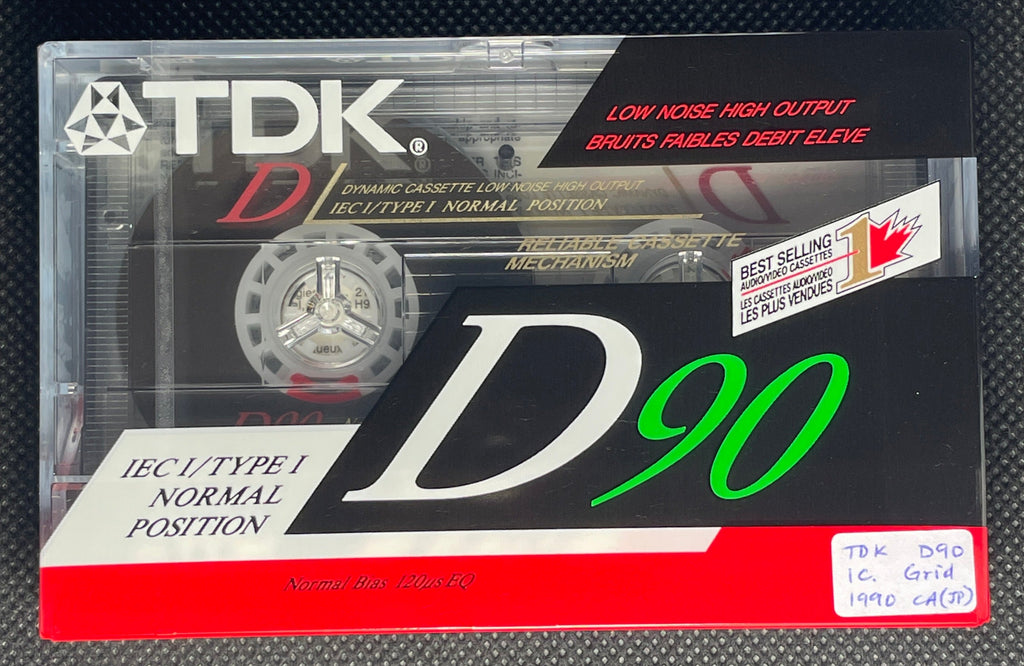 TDK®
LOW NOISE HIGH OUTPUT
BRUITS FAIBLES DEBIT ELEVE
appropriate
D
DYNAMIC CASSETTE LOW NOISE HIGH OUTPUT
IEC I/TYPE I NORMAL POSITION
D
RELIABLE CASSETTE
MECHANISM
BEST SELLING
AUDIO/VIDEO CASSETTES
1
LES CASSETTES AUDIO/VIDEO
LES PLUS VENDUES
D90
IEC I/TYPE I
NORMAL
POSITION
Normal Bias 120µs EQ
TDK D90
1C. Grid
1990 CA(JP)